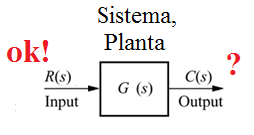 Sistema,
Planta
ok!
?
R(s)
G (s)
C(s)
Input
Output